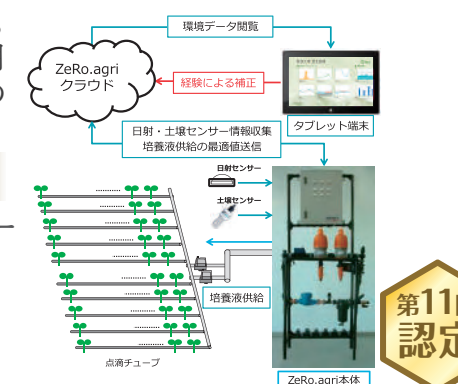 環境データ閲覧
ZeRo.agri
クラウド
経験による補正
タブレット端末
日射・土壌センサー情報収集
培養液供給の最適値送信
日射センサー
土壌センサー
培養液供給
点滴チューブ
ZeRo.agri本体
第11
認定